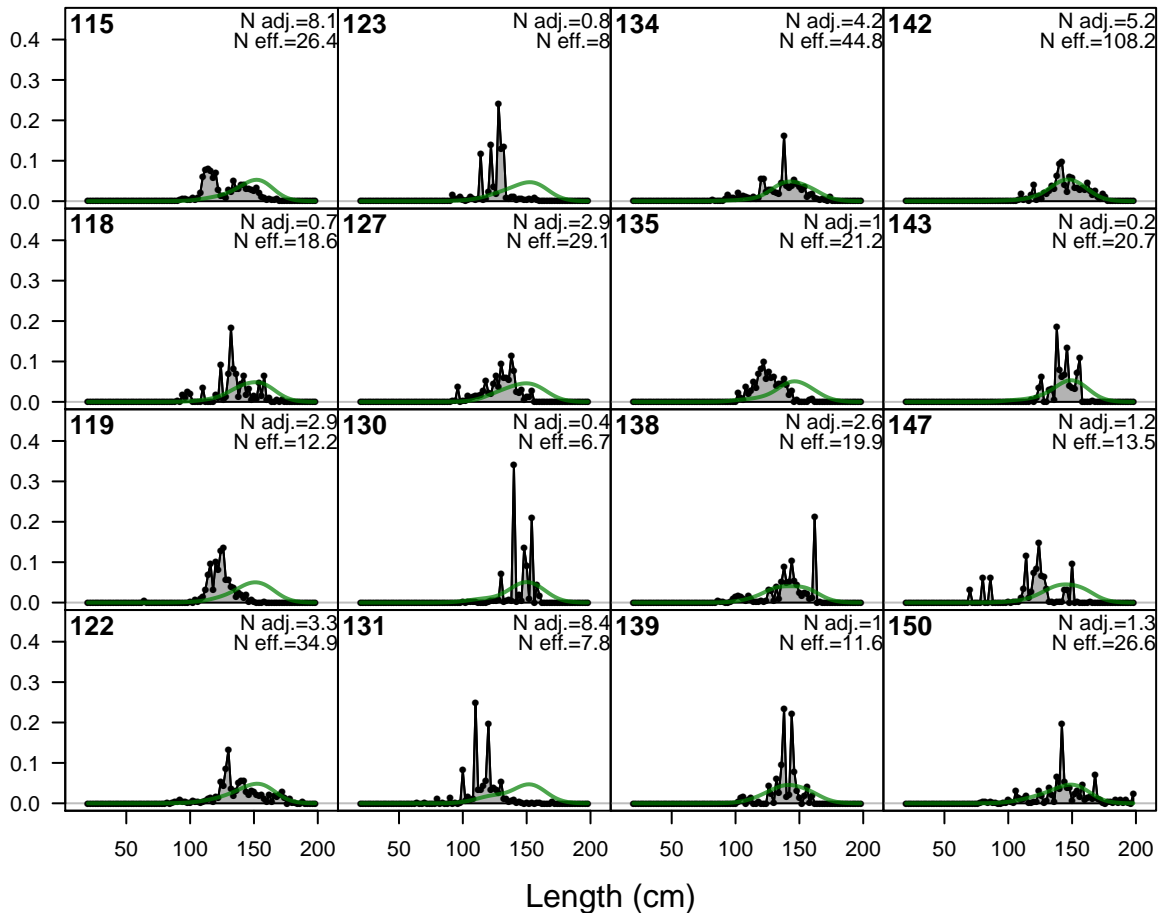 115 N adj.=8.1
N eff.=26.4
123 N adj.=0.8
N eff.=8
134 N adj.=4.2
N eff.=44.8
142 N adj.=5.2
N eff.=108.2
0.4
0.3
0.2
0.1
0.0
118 N adj.=0.7
N eff.=18.6
127 N adj.=2.9
N eff.=29.1
135 N adj.=1
N eff.=21.2
143 N adj.=0.2
N eff.=20.7
0.4
0.3
0.2
0.1
0.0
119 N adj.=2.9
N eff.=12.2
130 N adj.=0.4
N eff.=6.7
138 N adj.=2.6
N eff.=19.9
147 N adj.=1.2
N eff.=13.5
0.4
0.3
0.2
0.1
0.0
122 N adj.=3.3
N eff.=34.9
131 N adj.=8.4
N eff.=7.8
139 N adj.=1
N eff.=11.6
150 N adj.=1.3
N eff.=26.6
0.4
0.3
0.2
0.1
0.0
50 100 150 200 50 100 150 200 50 100 150 200 50 100 150 200
Length (cm)